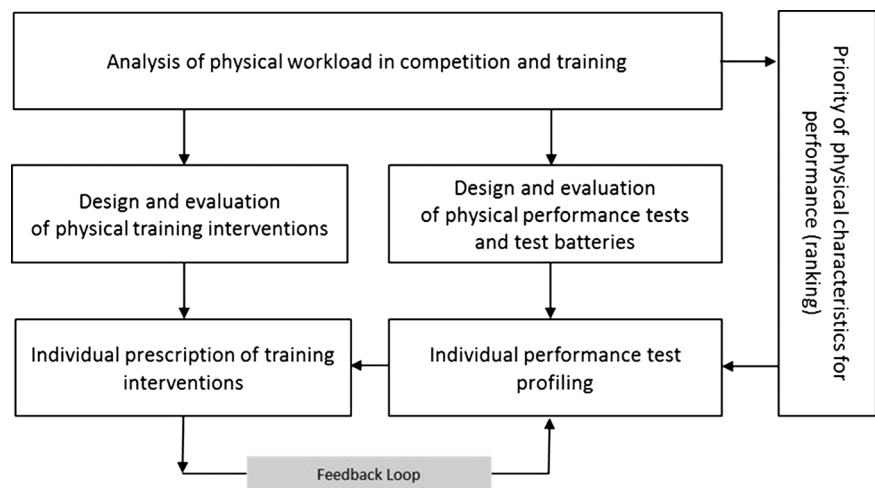 Analysis of physical workload in competition and training
Priority of physical characteristics for
performance (ranking)
Design and evaluation
of physical training interventions
Design and evaluation
of physical performance tests
and test batteries
Individual prescription of training
interventions
Individual performance test
profiling
Feedback Loop